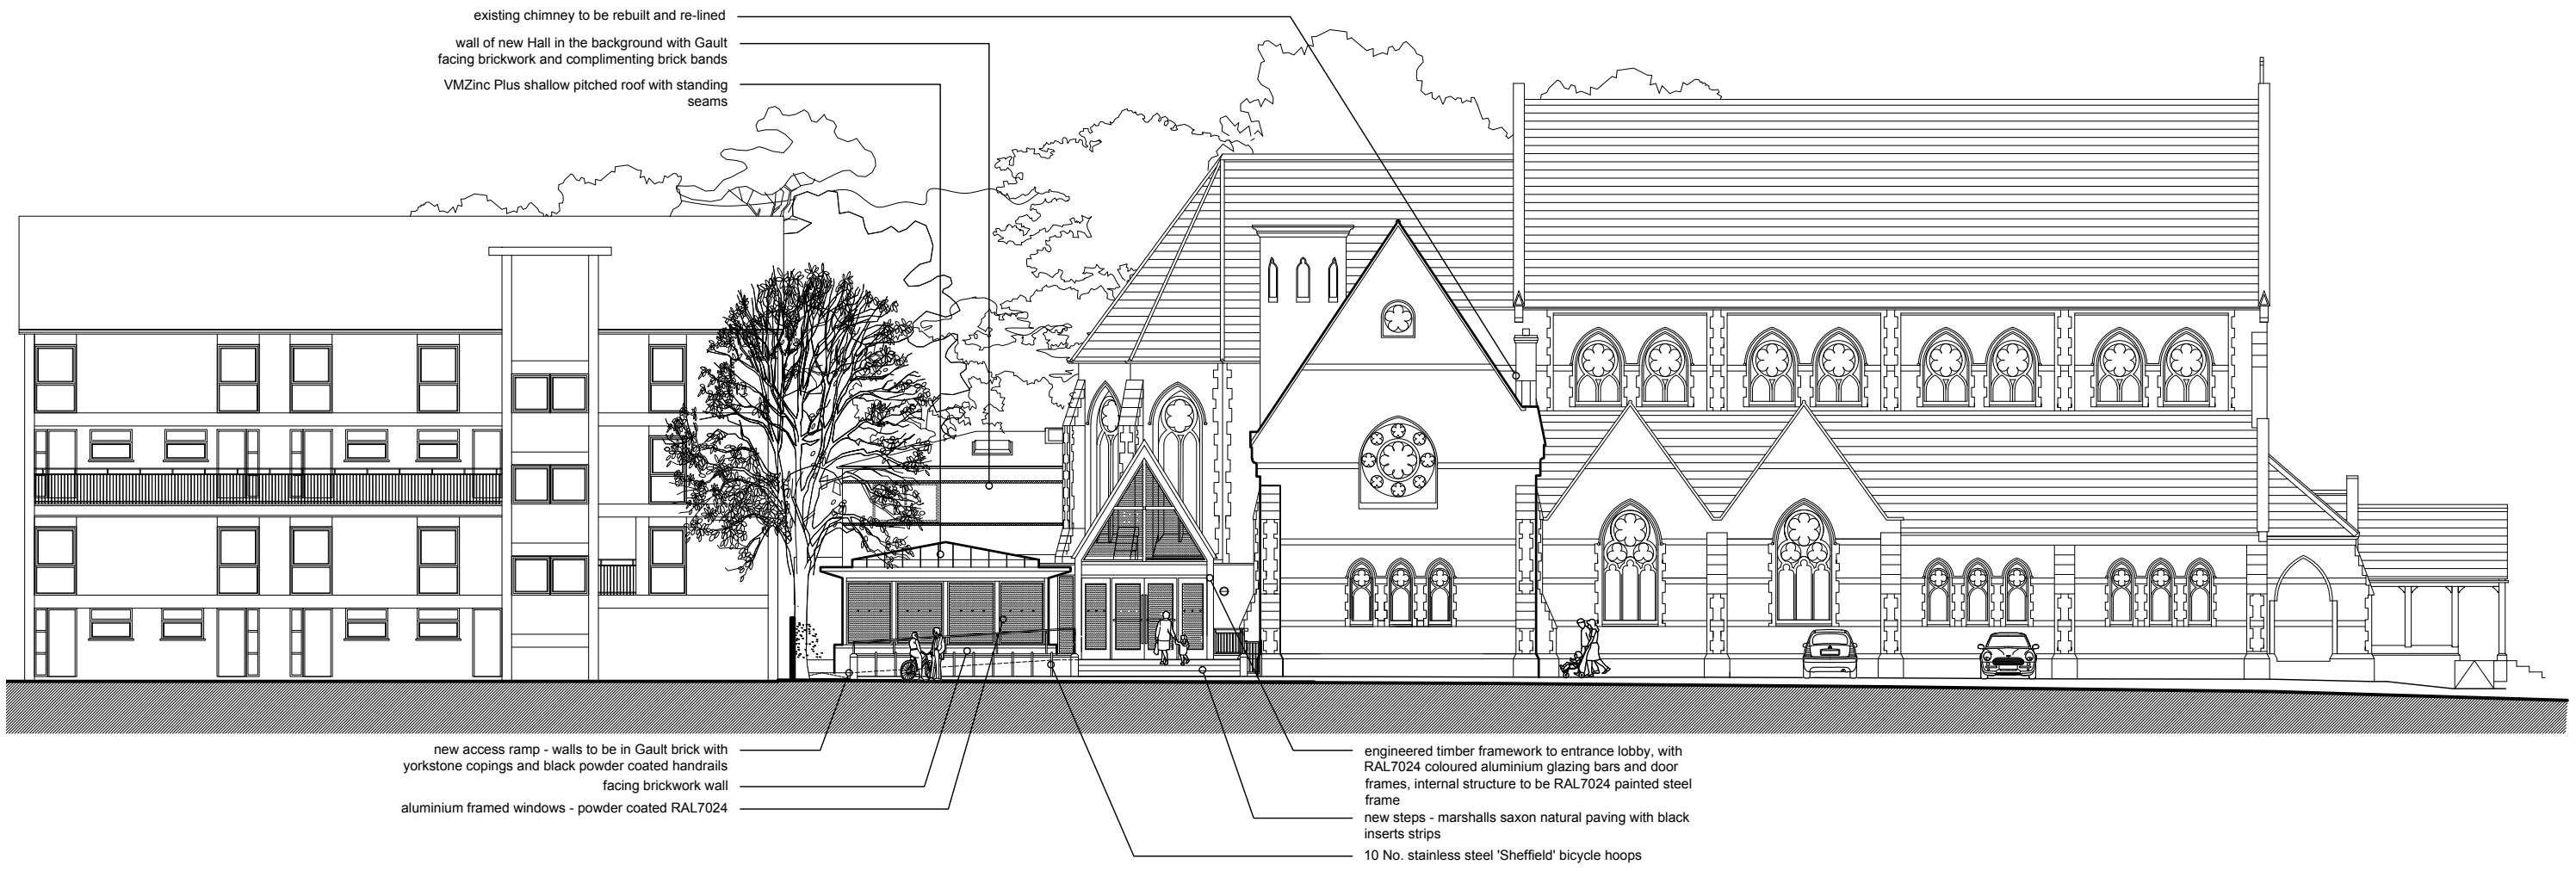 existing chimney to be rebuilt and re-lined
wall of new Hall in the background with Gault
facing brickwork and complimenting brick bands
VMZinc Plus shallow pitched roof with standing
seams
new access ramp - walls to be in Gault brick with
yorkstone copings and black powder coated handrails
facing brickwork wall
aluminium framed windows - powder coated RAL7024
engineered timber framework to entrance lobby, with
RAL7024 coloured aluminium glazing bars and door
frames, internal structure to be RAL7024 painted steel
frame
new steps - marshalls saxon natural paving with black
inserts strips
10 No. stainless steel 'Sheffield' bicycle hoops